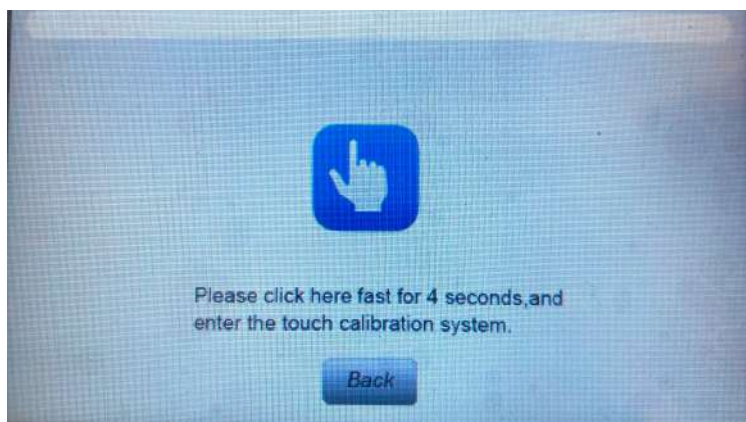 Please click here fast for 4 seconds,and
enter the touch calibration system.
Back